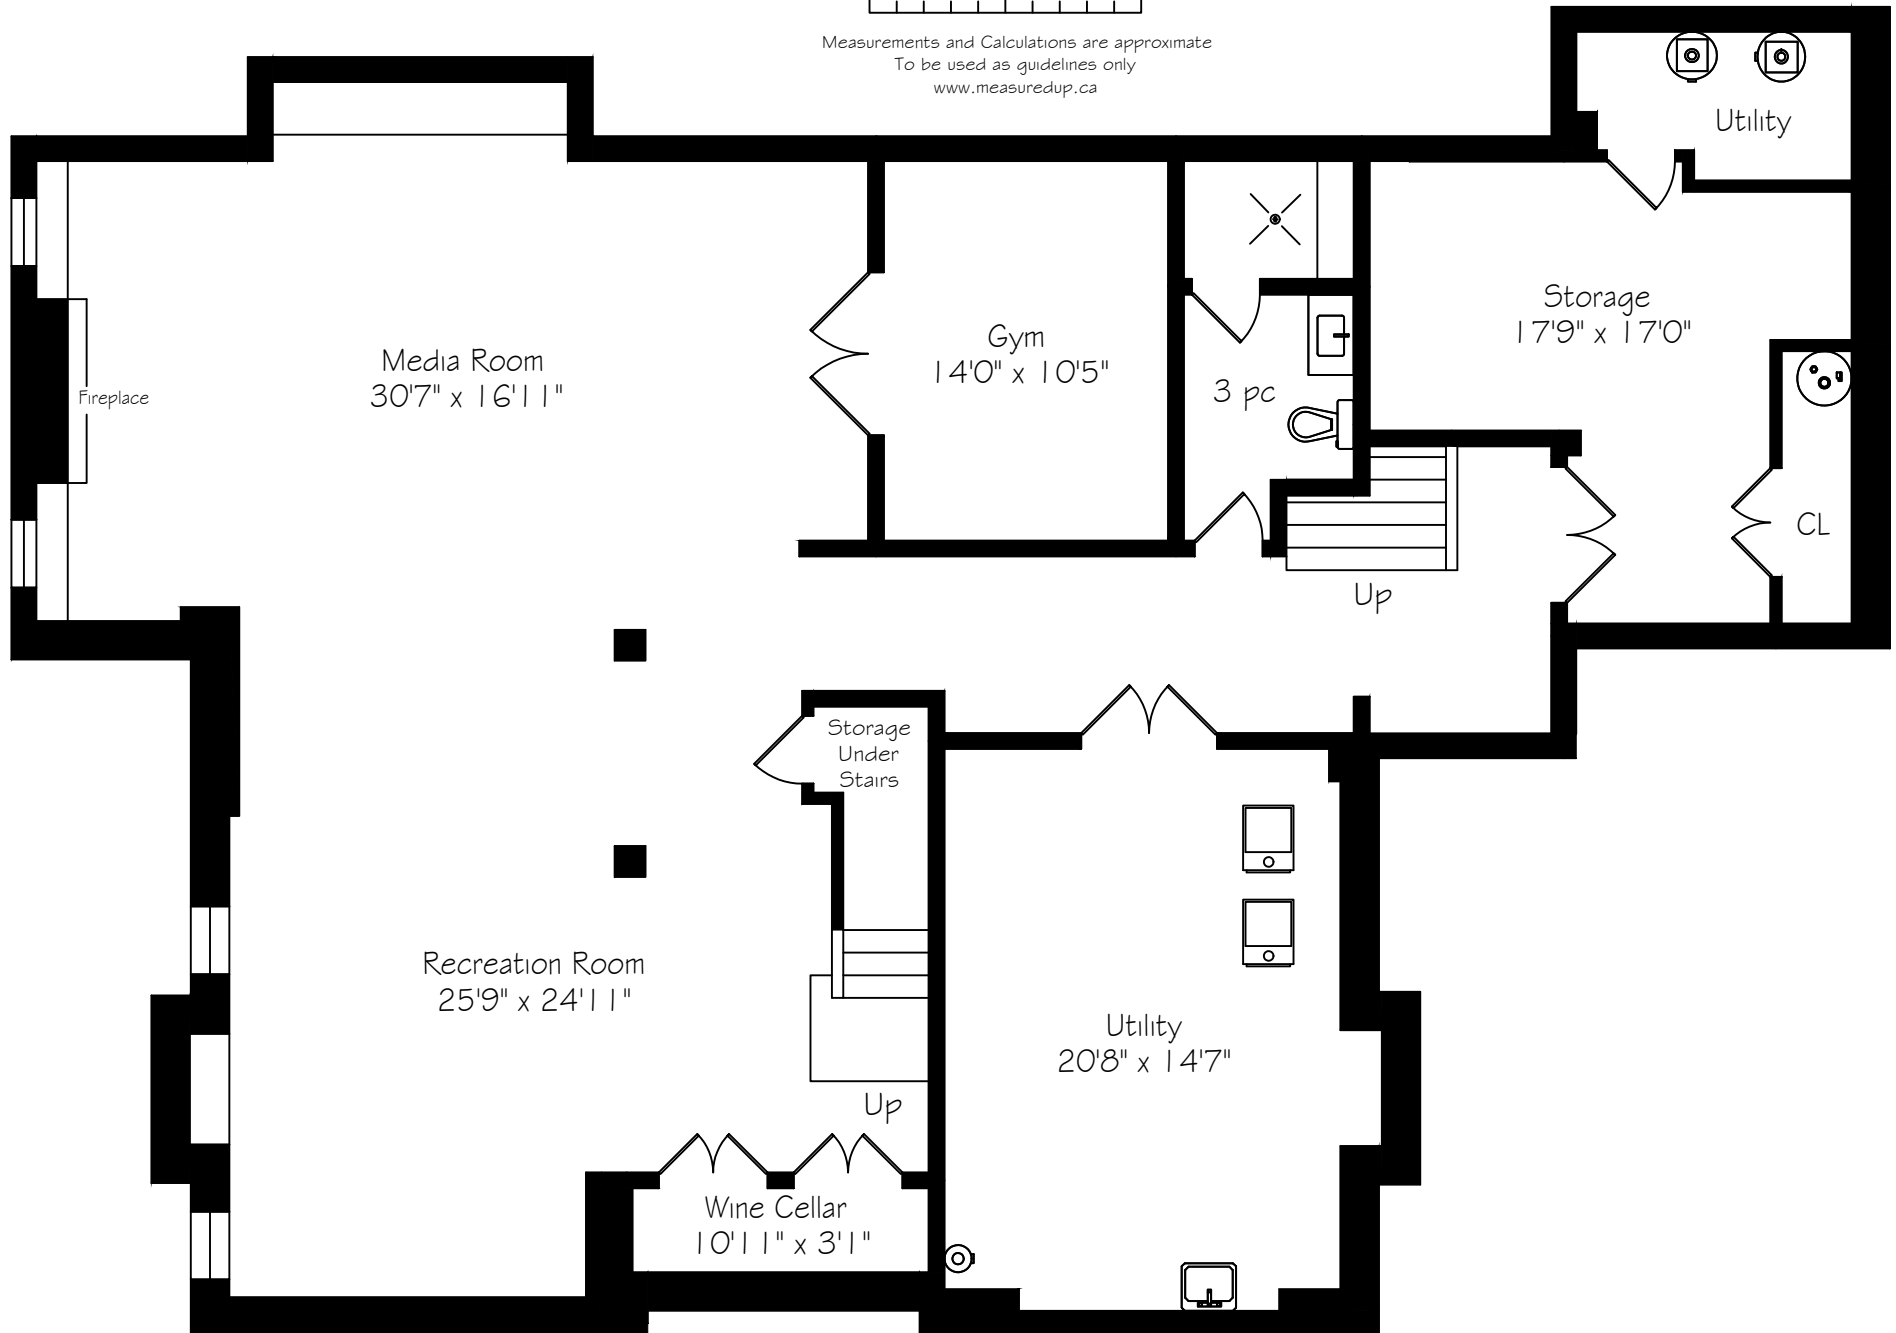 Measurements and Calculations are approximate
To be used as guidelines only
www.measuredup.ca
Utility
Storage
17'9" x 17'0"
Gym
14'0" x 10'5"
Media Room
30'7" x 16'11"
3 pc
Fireplace
CL
Up
Storage
Under
Stairs
Recreation Room
25'9" x 24'11"
Utility
20'8" x 14'7"
Up
Wine Cellar
10'11" x 3'1"